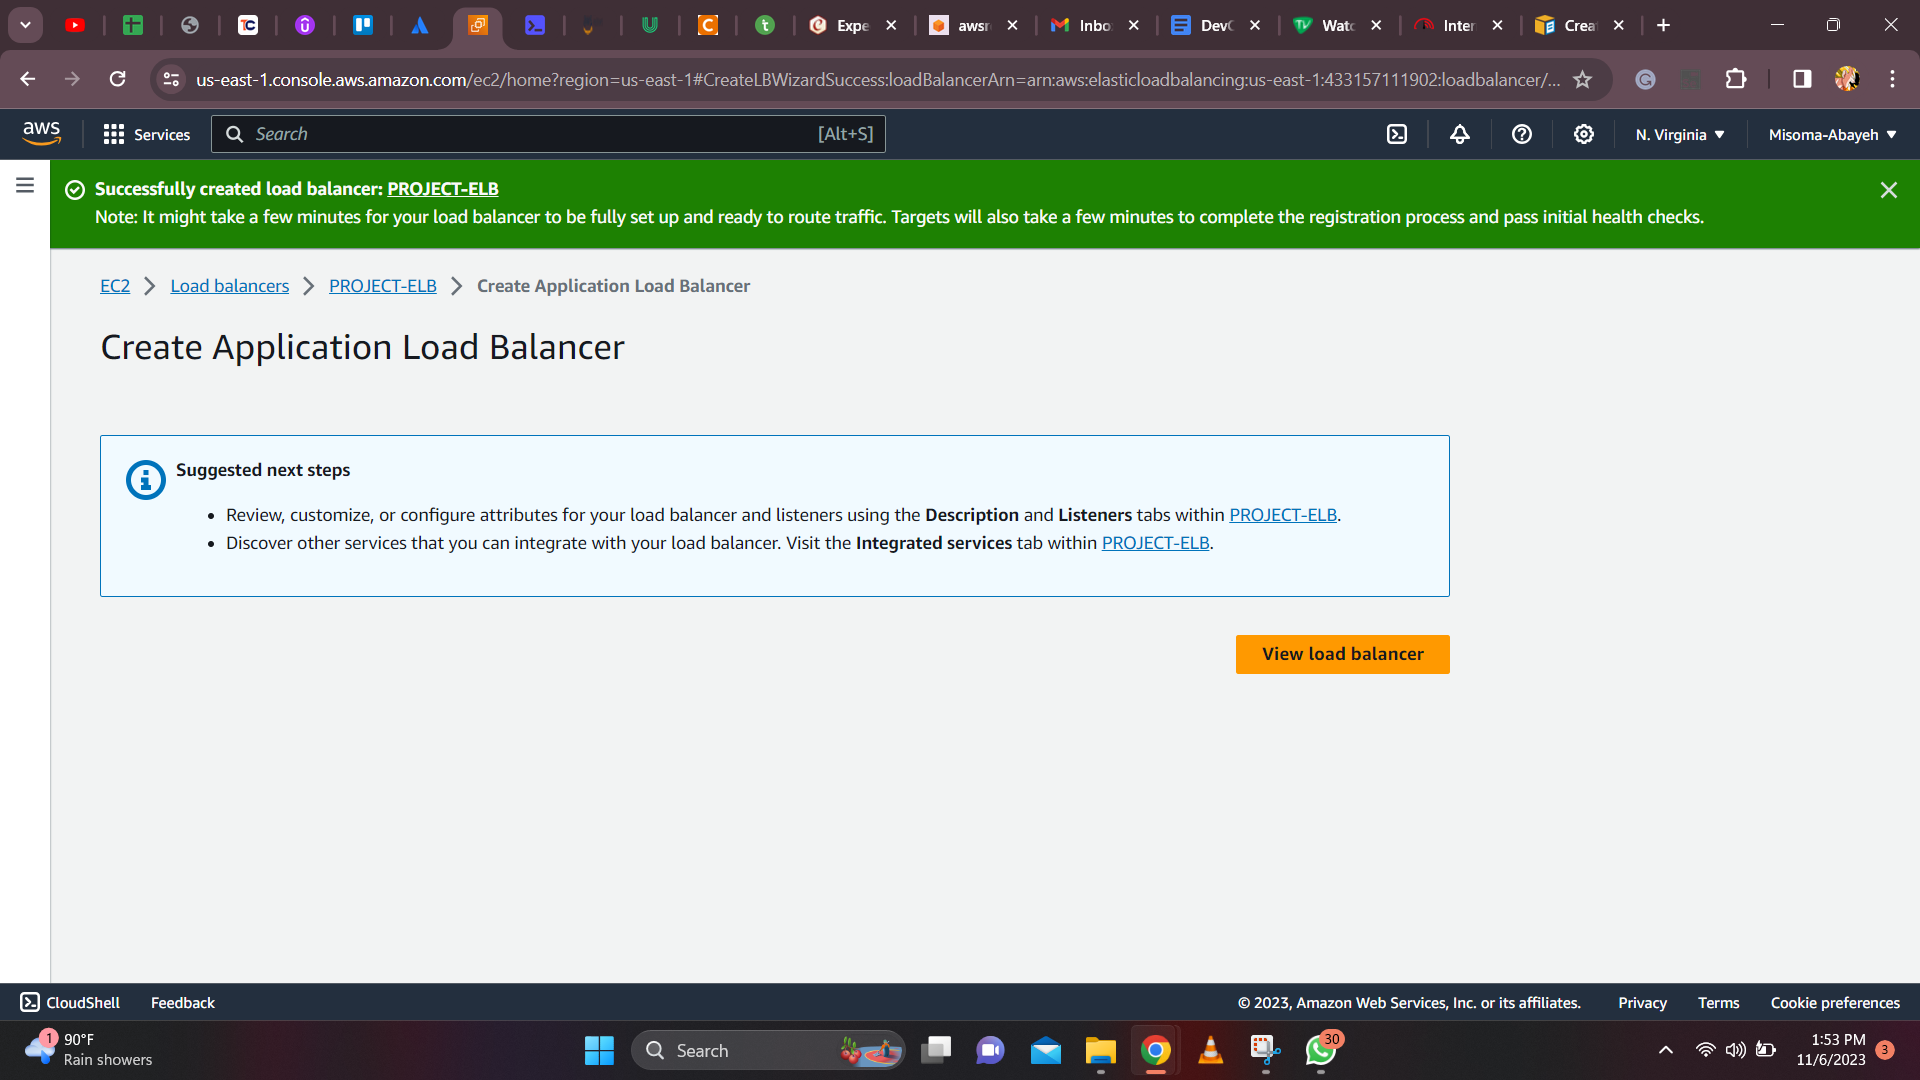 Expe
awsr
Inbo
DevO
Watc
Inter
Crea
us-east-1.console.aws.amazon.com/ec2/home?region=us-east-1#CreateLBWizardSuccess:loadBalancerArn=arn:aws:elasticloadbalancing:us-east-1:433157111902:loadbalancer/...
aws
Services
Search
[Alt+S]
N. Virginia
Misoma-Abayeh
Successfully created load balancer: PROJECT-ELB
Note: It might take a few minutes for your load balancer to be fully set up and ready to route traffic. Targets will also take a few minutes to complete the registration process and pass initial health checks.
EC2
Load balancers
PROJECT-ELB
Create Application Load Balancer
Create Application Load Balancer
Suggested next steps
• Review, customize, or configure attributes for your load balancer and listeners using the Description and Listeners tabs within PROJECT-ELB.
• Discover other services that you can integrate with your load balancer. Visit the Integrated services tab within PROJECT-ELB.
View load balancer
CloudShell
Feedback
© 2023, Amazon Web Services, Inc. or its affiliates.
Privacy
Terms
Cookie preferences
1
90°F
Rain showers
Search
30
1:53 PM
11/6/2023
3